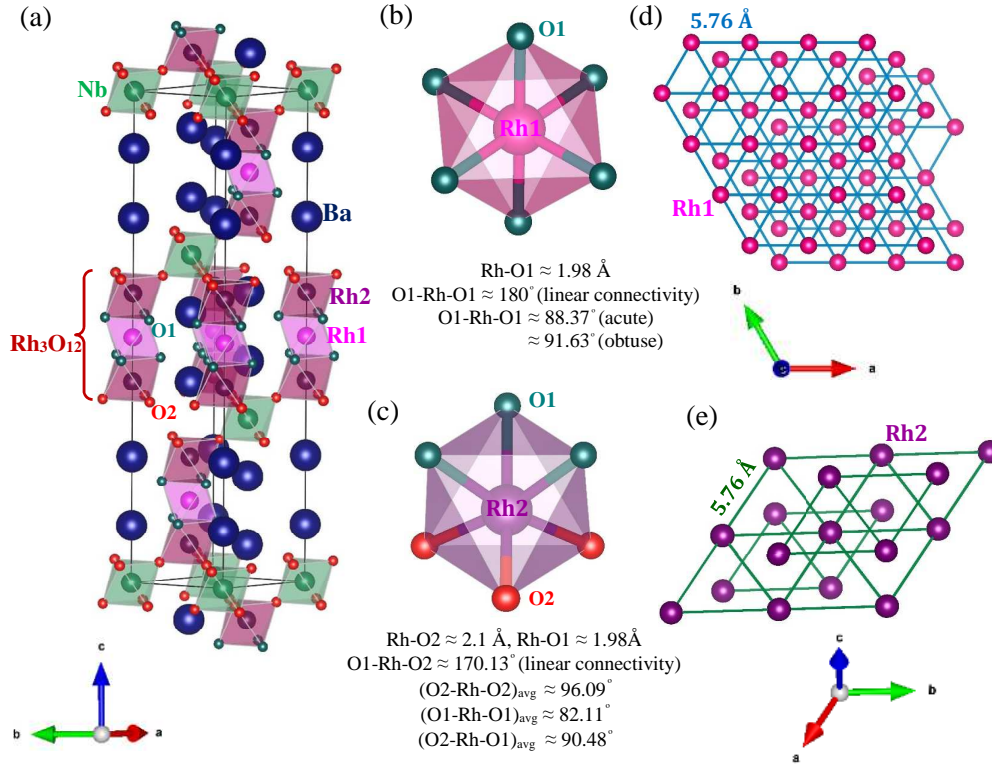 (a)
Nb
Ba
Rh2
Rh1
O1
Rh₃O₁₂
O2
c
b
a
(b)
O1
Rh1
Rh-O1 ≈ 1.98 Å
O1-Rh-O1 ≈ 180° (linear connectivity)
O1-Rh-O1 ≈ 88.37° (acute)
≈ 91.63° (obtuse)
(c)
O1
Rh2
O2
Rh-O2 ≈ 2.1 Å, Rh-O1 ≈ 1.98Å
O1-Rh-O2 ≈ 170.13° (linear connectivity)
(O2-Rh-O2)avg ≈ 96.09°
(O1-Rh-O1)avg ≈ 82.11°
(O2-Rh-O1)avg ≈ 90.48°
(d)
5.76 Å
Rh1
b
c
a
(e)
Rh2
5.76 Å
c
b
a